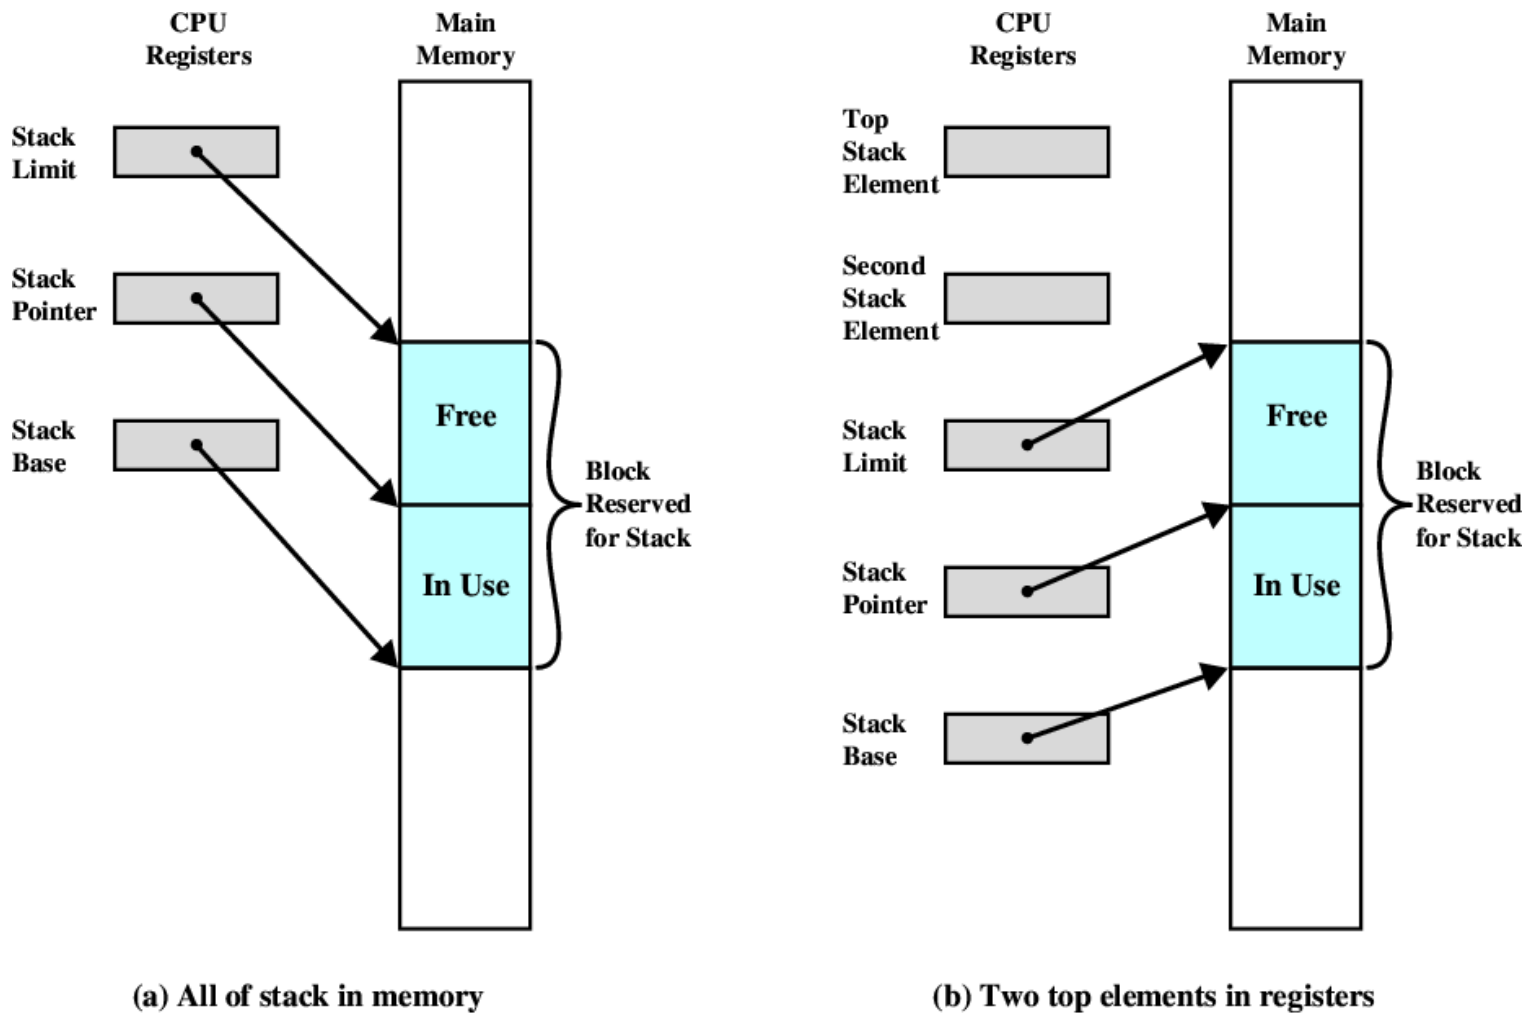 CPU
Registers
Main
Memory
Stack
Limit
Stack
Pointer
Stack
Base
Free
In Use
Block
Reserved
for Stack
(a) All of stack in memory
CPU
Registers
Main
Memory
Top
Stack
Element
Second
Stack
Element
Stack
Limit
Stack
Pointer
Stack
Base
Free
In Use
Block
Reserved
for Stack
(b) Two top elements in registers